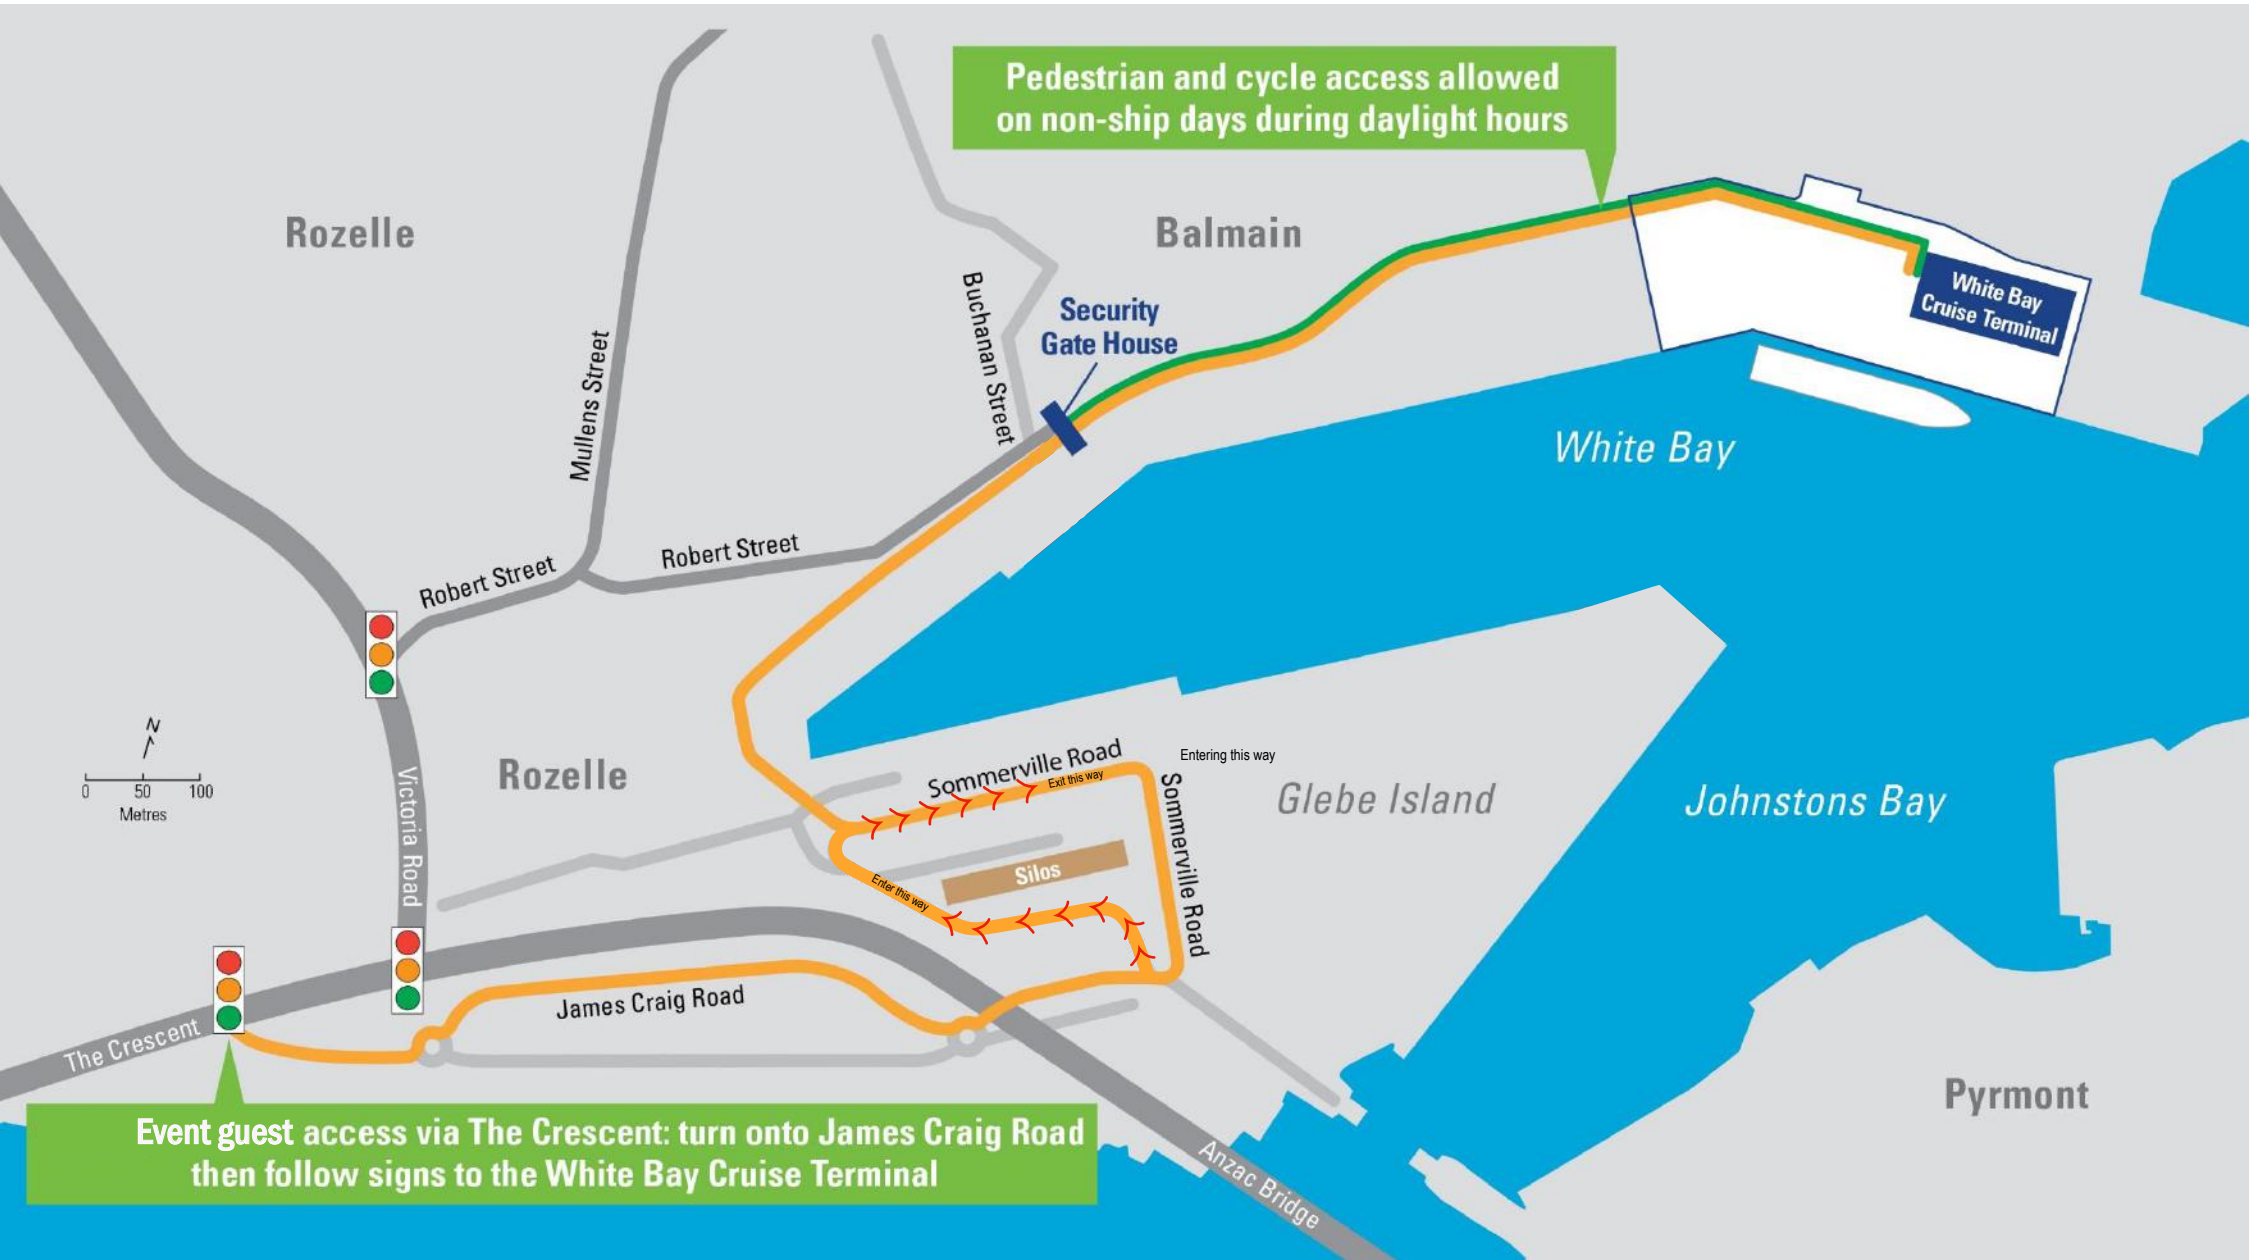 Pedestrian and cycle access allowed
on non-ship days during daylight hours
Rozelle
Balmain
Buchanan Street
Security
Gate House
White Bay
Cruise Terminal
Mullens Street
White Bay
Robert Street
Robert Street
N
0 50 100
Metres
Rozelle
Victoria Road
Sommerville Road
Exit this way
Entering this way
Sommerville Road
Glebe Island
Johnstons Bay
Silos
Enter this way
James Craig Road
The Crescent
Pyrmont
Event guest access via The Crescent: turn onto James Craig Road
then follow signs to the White Bay Cruise Terminal
Anzac Bridge